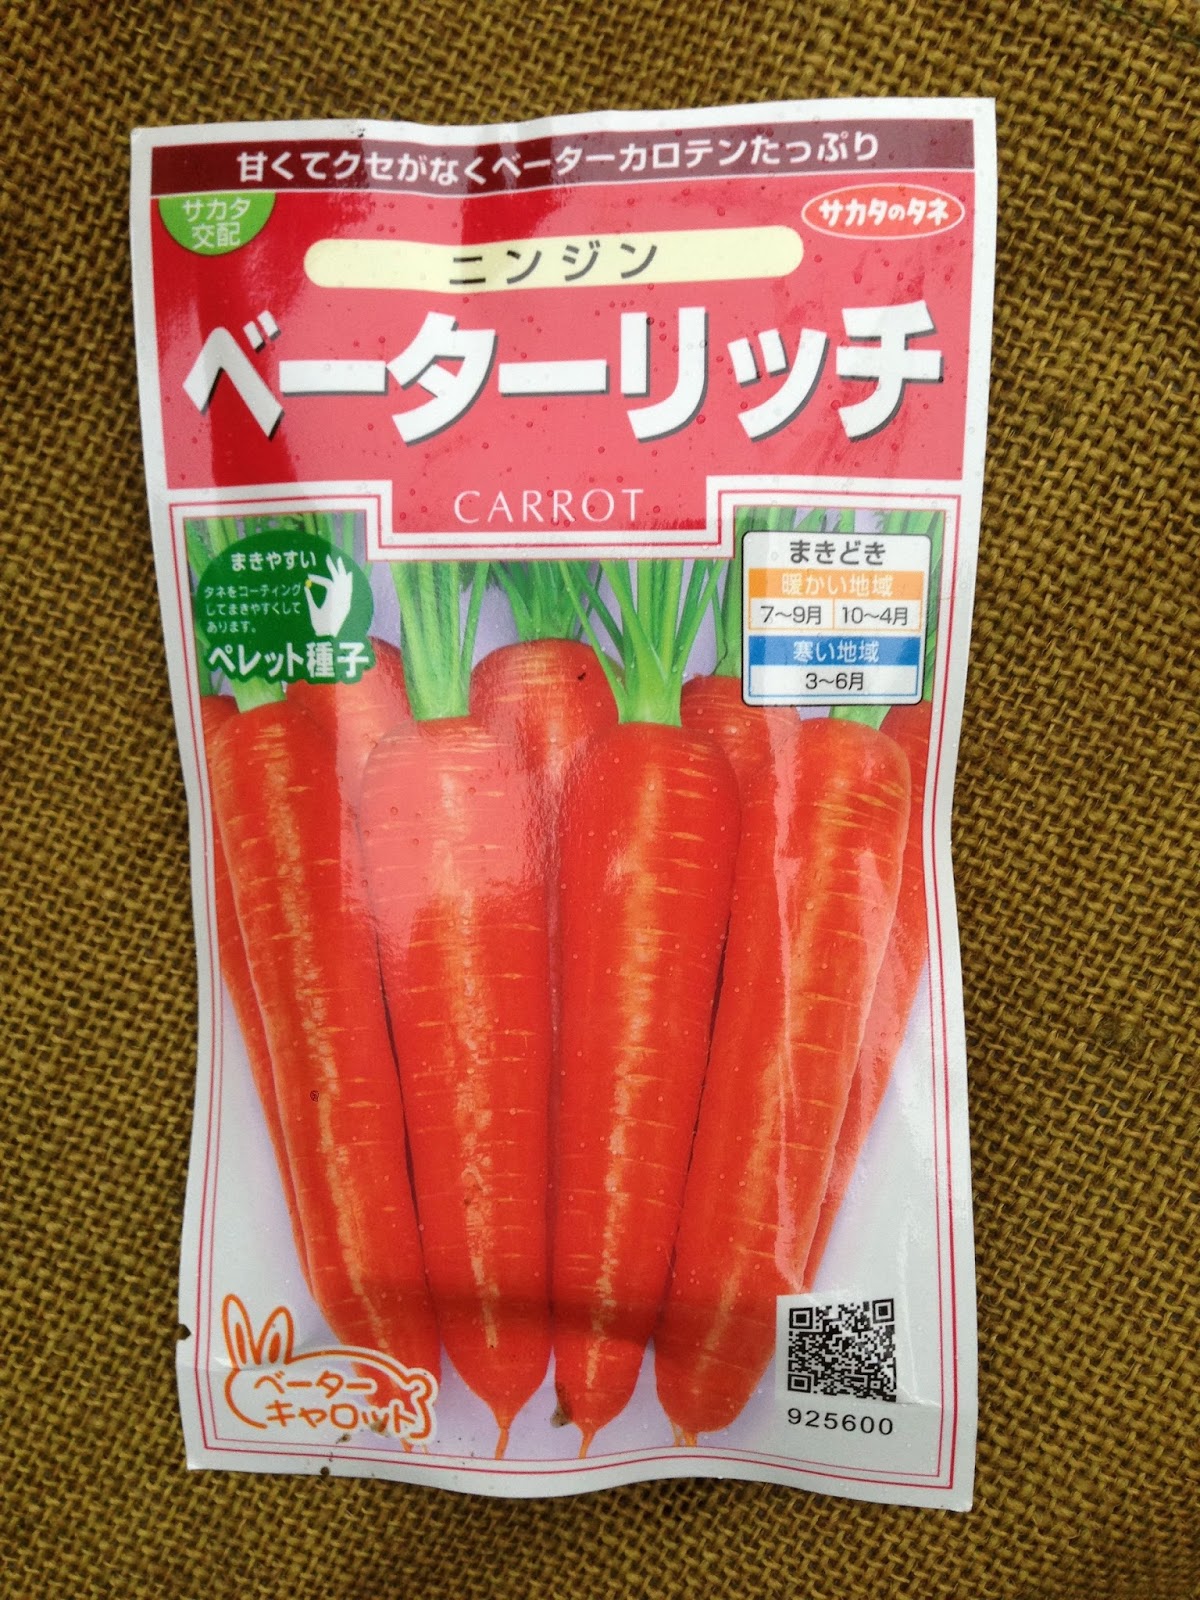 甘くてクセがなくベーターカロテンたっぷり
サカタ
交配
サカタのタネ
ニンジン
ベーターリッチ
CARROT
まきやすい
タネをコーティング
してまきやすくして
あります。
ペレット種子
まきどき
暖かい地域
7〜9月 10〜4月
寒い地域
3〜6月
ベーター
キャロット
925600